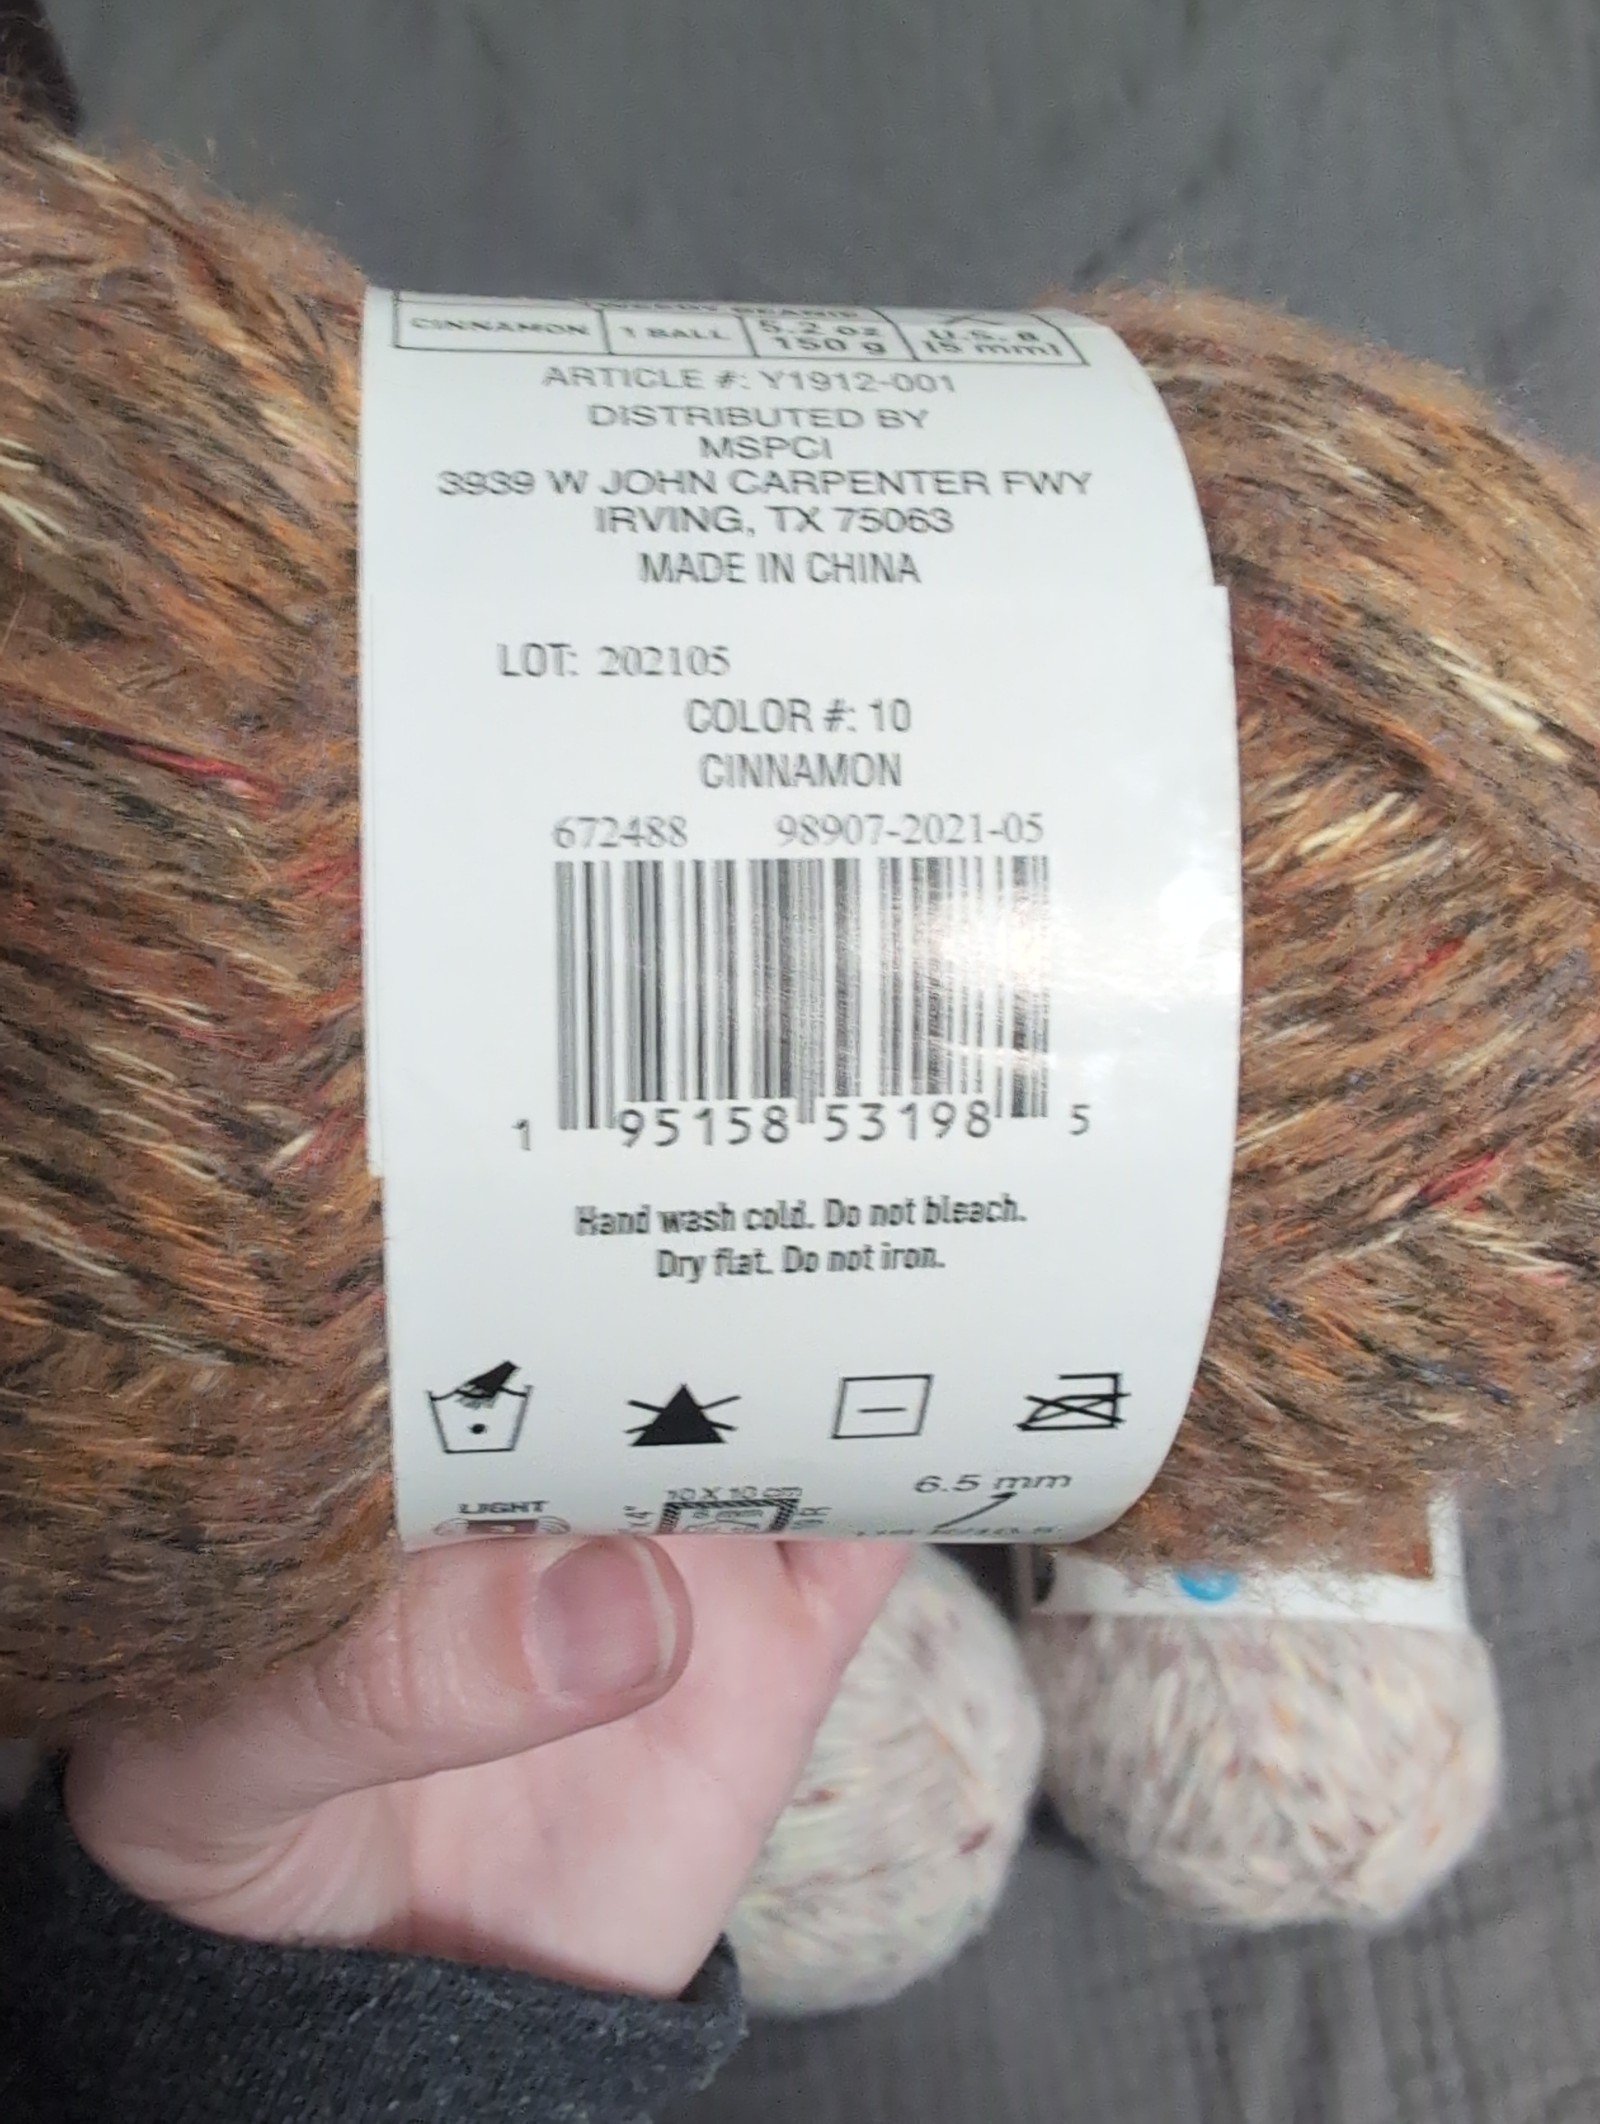 CINNAMON 1 BALL 5.2 oz 150 g U.S. 8 (5 mm)
ARTICLE #: Y1912-001
DISTRIBUTED BY
MSPCI
3939 W JOHN CARPENTER FWY
IRVING, TX 75063
MADE IN CHINA
LOT: 202105
COLOR #: 10
CINNAMON
672488 98907-2021-05
1 95158 53198 5
Hand wash cold. Do not bleach.
Dry flat. Do not iron.
LIGHT
10 X 10 cm
6.5 mm